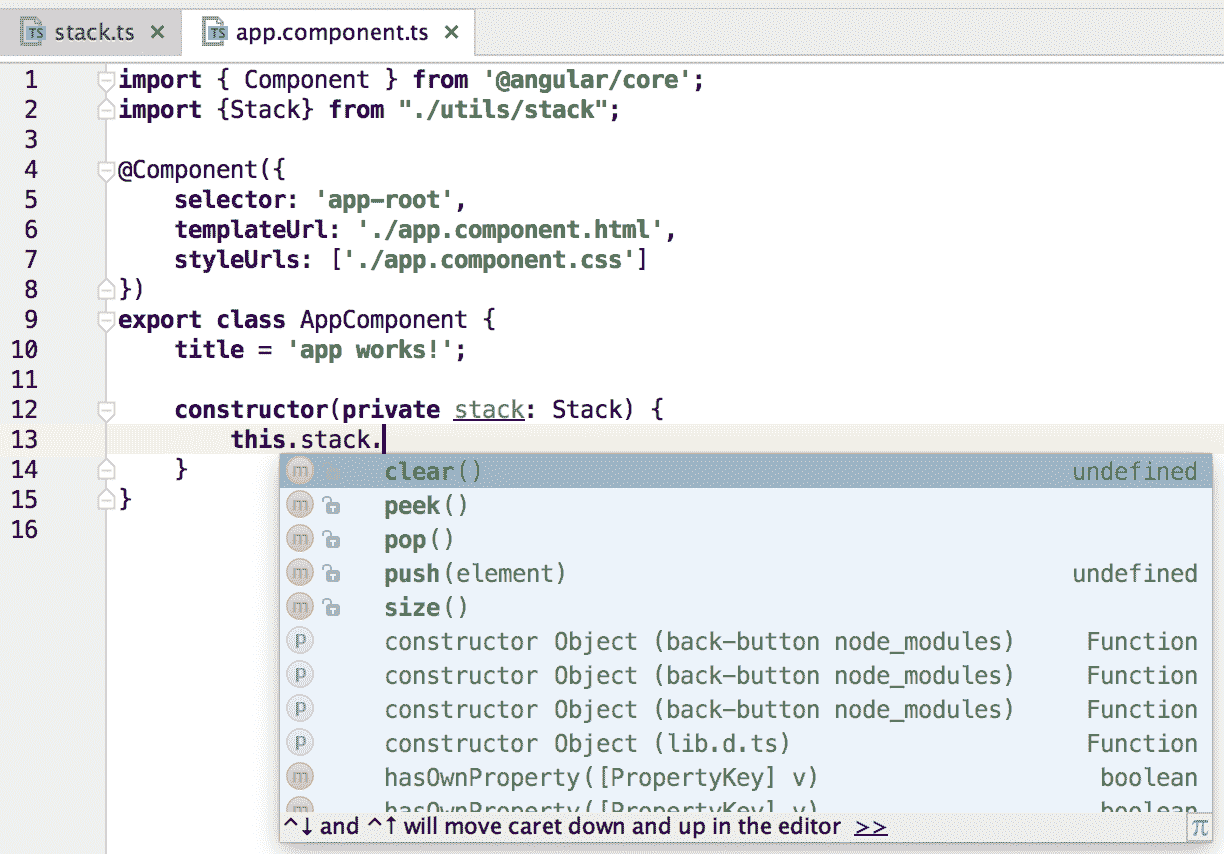 stack.ts × app.component.ts ×
1 import { Component } from '@angular/core';
2 import {Stack} from "./utils/stack";
3
4 @Component({
5 selector: 'app-root',
6 templateUrl: './app.component.html',
7 styleUrls: ['./app.component.css']
8 })
9 export class AppComponent {
10 title = 'app works!';
11
12 constructor(private stack: Stack) {
13 this.stack.
14 }
15 }
16
m clear() undefined
m peek()
m pop()
m push(element) undefined
m size()
p constructor Object (back-button node_modules) Function
p constructor Object (back-button node_modules) Function
p constructor Object (back-button node_modules) Function
p constructor Object (lib.d.ts) Function
m hasOwnProperty([PropertyKey] v) boolean
m hasOwnProperty([PropertyKey] v) boolean
^↓ and ^↑ will move caret down and up in the editor >> π